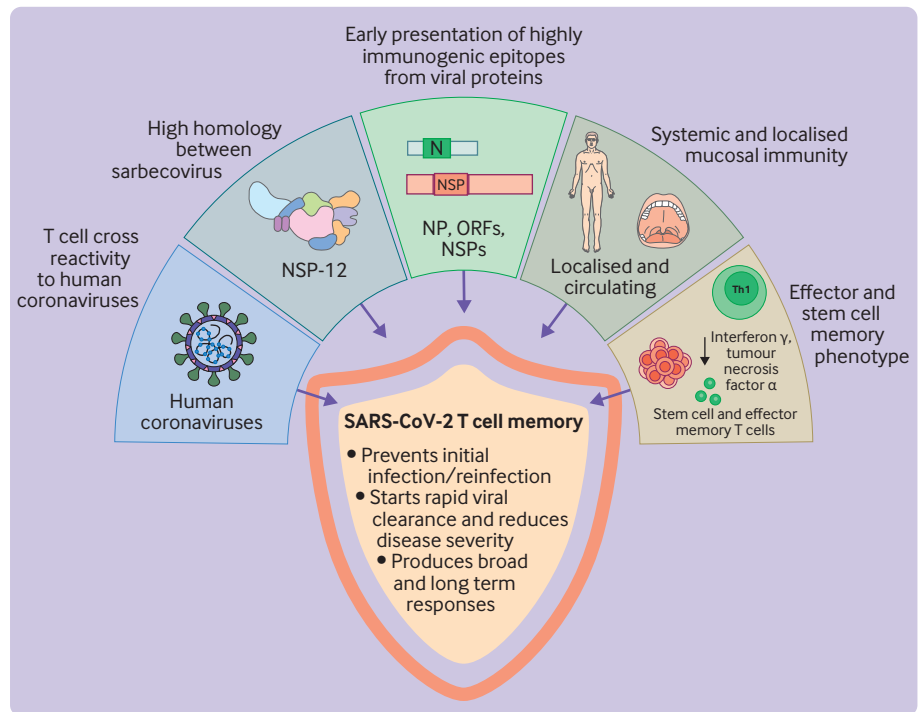 Early presentation of highly
immunogenic epitopes
from viral proteins
High homology
between
sarbecovirus
Systemic and localised
mucosal immunity
T cell cross
reactivity
to human
coronaviruses
Effector and
stem cell
memory
phenotype
Human
coronaviruses
NSP-12
N
NSP
NP, ORFs,
NSPs
Localised and
circulating
Th1
Interferon γ,
tumour
necrosis
factor α
Stem cell and effector
memory T cells
SARS-CoV-2 T cell memory
• Prevents initial
infection/reinfection
• Starts rapid viral
clearance and reduces
disease severity
• Produces broad
and long term
responses